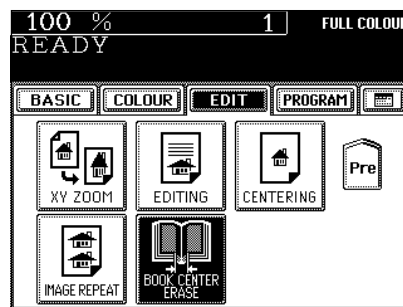 100 % 1 FULL COLOUR
READY
BASIC COLOUR EDIT PROGRAM
XY ZOOM EDITING CENTERING Pre
IMAGE REPEAT BOOK CENTER
ERASE